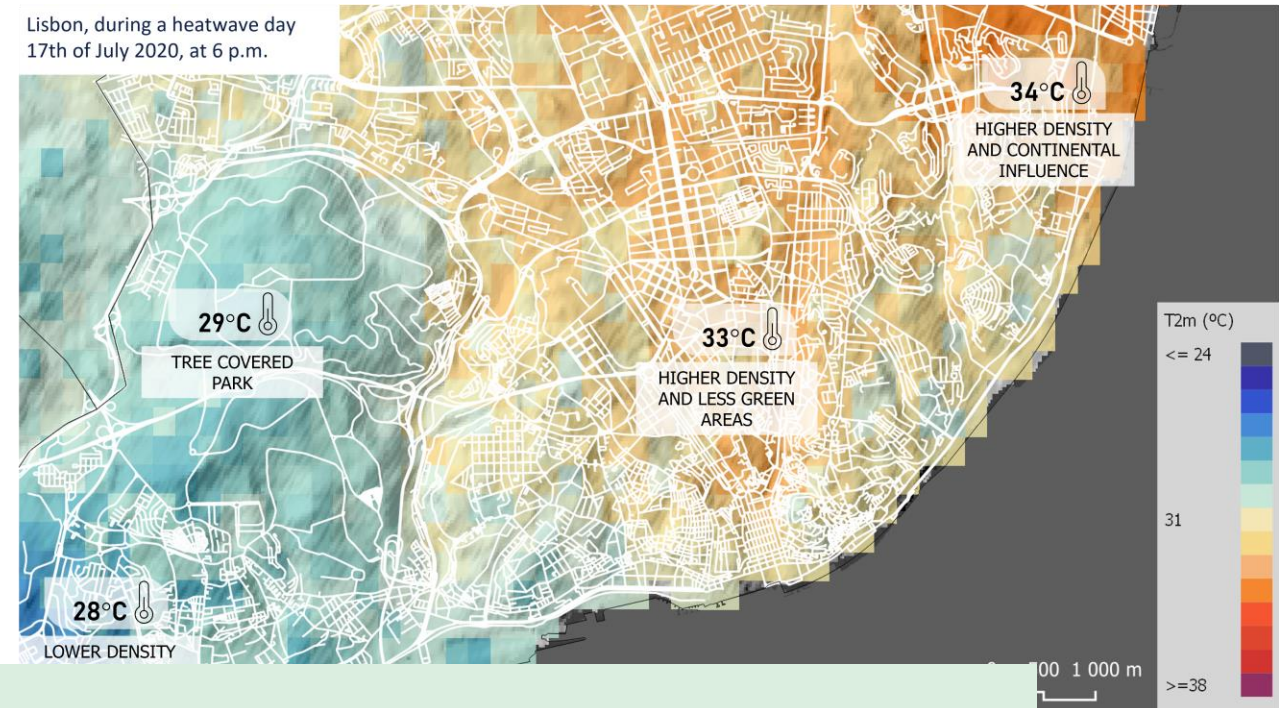 Lisbon, during a heatwave day
17th of July 2020, at 6 p.m.
34°C
HIGHER DENSITY
AND CONTINENTAL
INFLUENCE
29°C
TREE COVERED
PARK
33°C
HIGHER DENSITY
AND LESS GREEN
AREAS
28°C
LOWER DENSITY
T2m (ºC)
<= 24
31
>=38
1 000 m